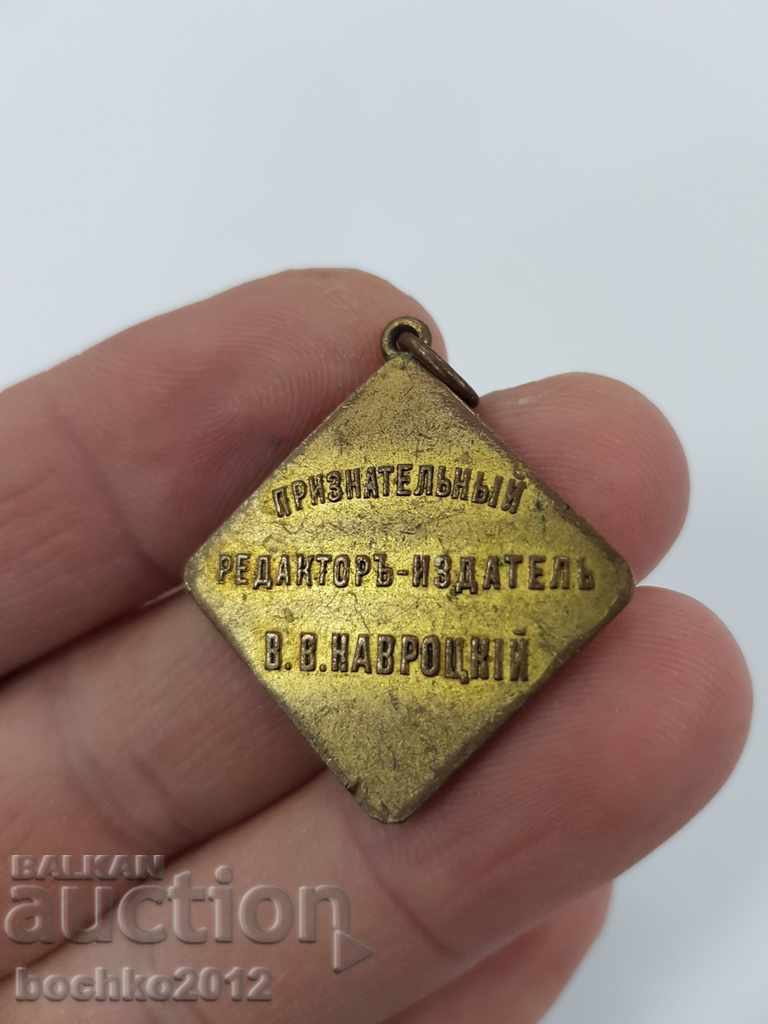 ПРИЗНАТЕЛЬНЫЙ
РЕДАКТОРЪ-ИЗДАТЕЛЬ
В.В.НАВРОЦКІЙ
BALKAN
auction
bochko2012